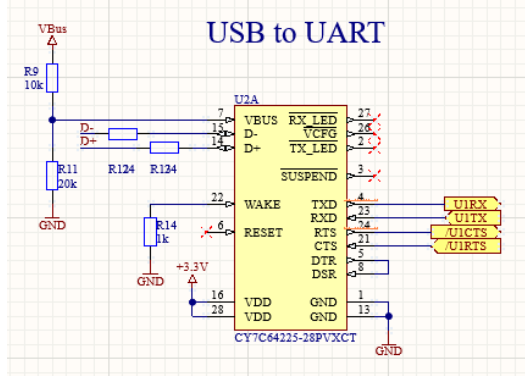 USB to UART
VBus
R9
10k
U2A
7 VBUS RX_LED 27
D- 15 D- VCFG 26
D+ 14 D+ TX_LED 2
R11
20k
R124 R134
SUSPEND 3
GND
22 WAKE TXD 4 U1RX
RXD 23 U1TX
R14
1k
6 RESET RTS 24 /U1CTS
CTS 21 /U1RTS
DTR 5
DSR 8
GND
+3.3V
16 VDD GND 1
28 VDD GND 13
CY7C64225-28PVXCT
GND